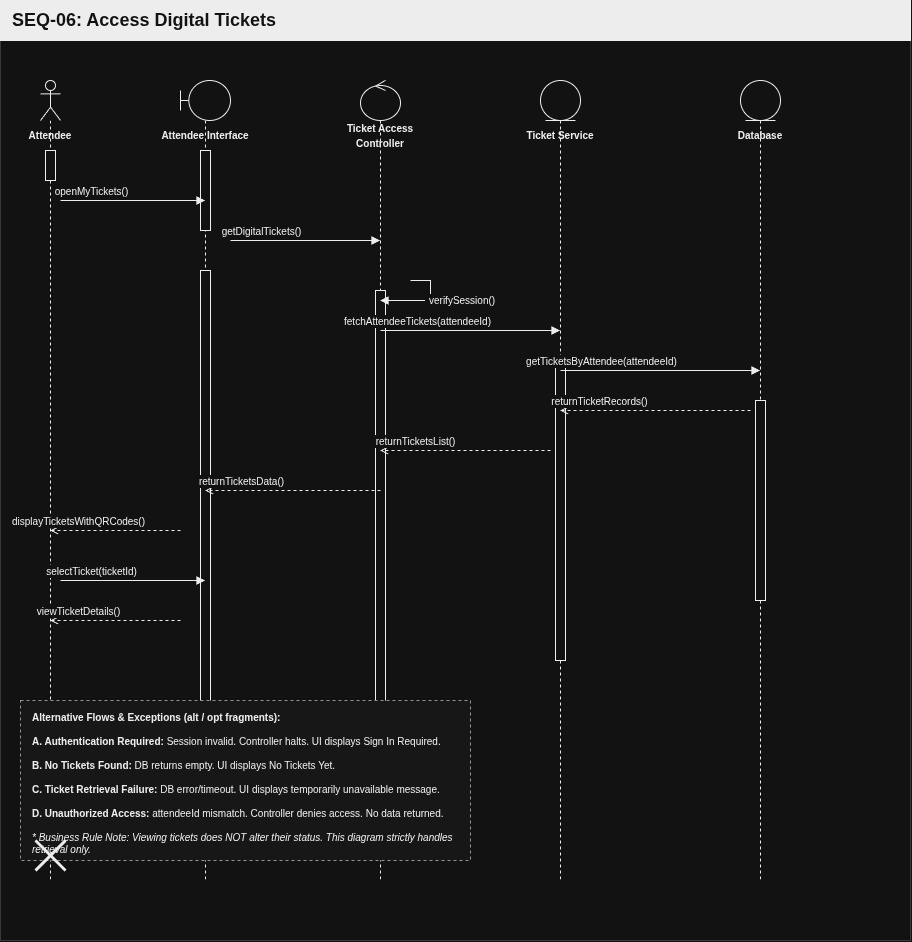 SEQ-06: Access Digital Tickets
Attendee
Attendee Interface
Ticket Access
Controller
Ticket Service
Database
openMyTickets()
getDigitalTickets()
verifySession()
fetchAttendeeTickets(attendeeId)
getTicketsByAttendee(attendeeId)
returnTicketRecords()
returnTicketsList()
returnTicketsData()
displayTicketsWithQRCodes()
selectTicket(ticketId)
viewTicketDetails()
Alternative Flows & Exceptions (alt / opt fragments):
A. Authentication Required: Session invalid. Controller halts. UI displays Sign In Required.
B. No Tickets Found: DB returns empty. UI displays No Tickets Yet.
C. Ticket Retrieval Failure: DB error/timeout. UI displays temporarily unavailable message.
D. Unauthorized Access: attendeeId mismatch. Controller denies access. No data returned.
* Business Rule Note: Viewing tickets does NOT alter their status. This diagram strictly handles
retrieval only.